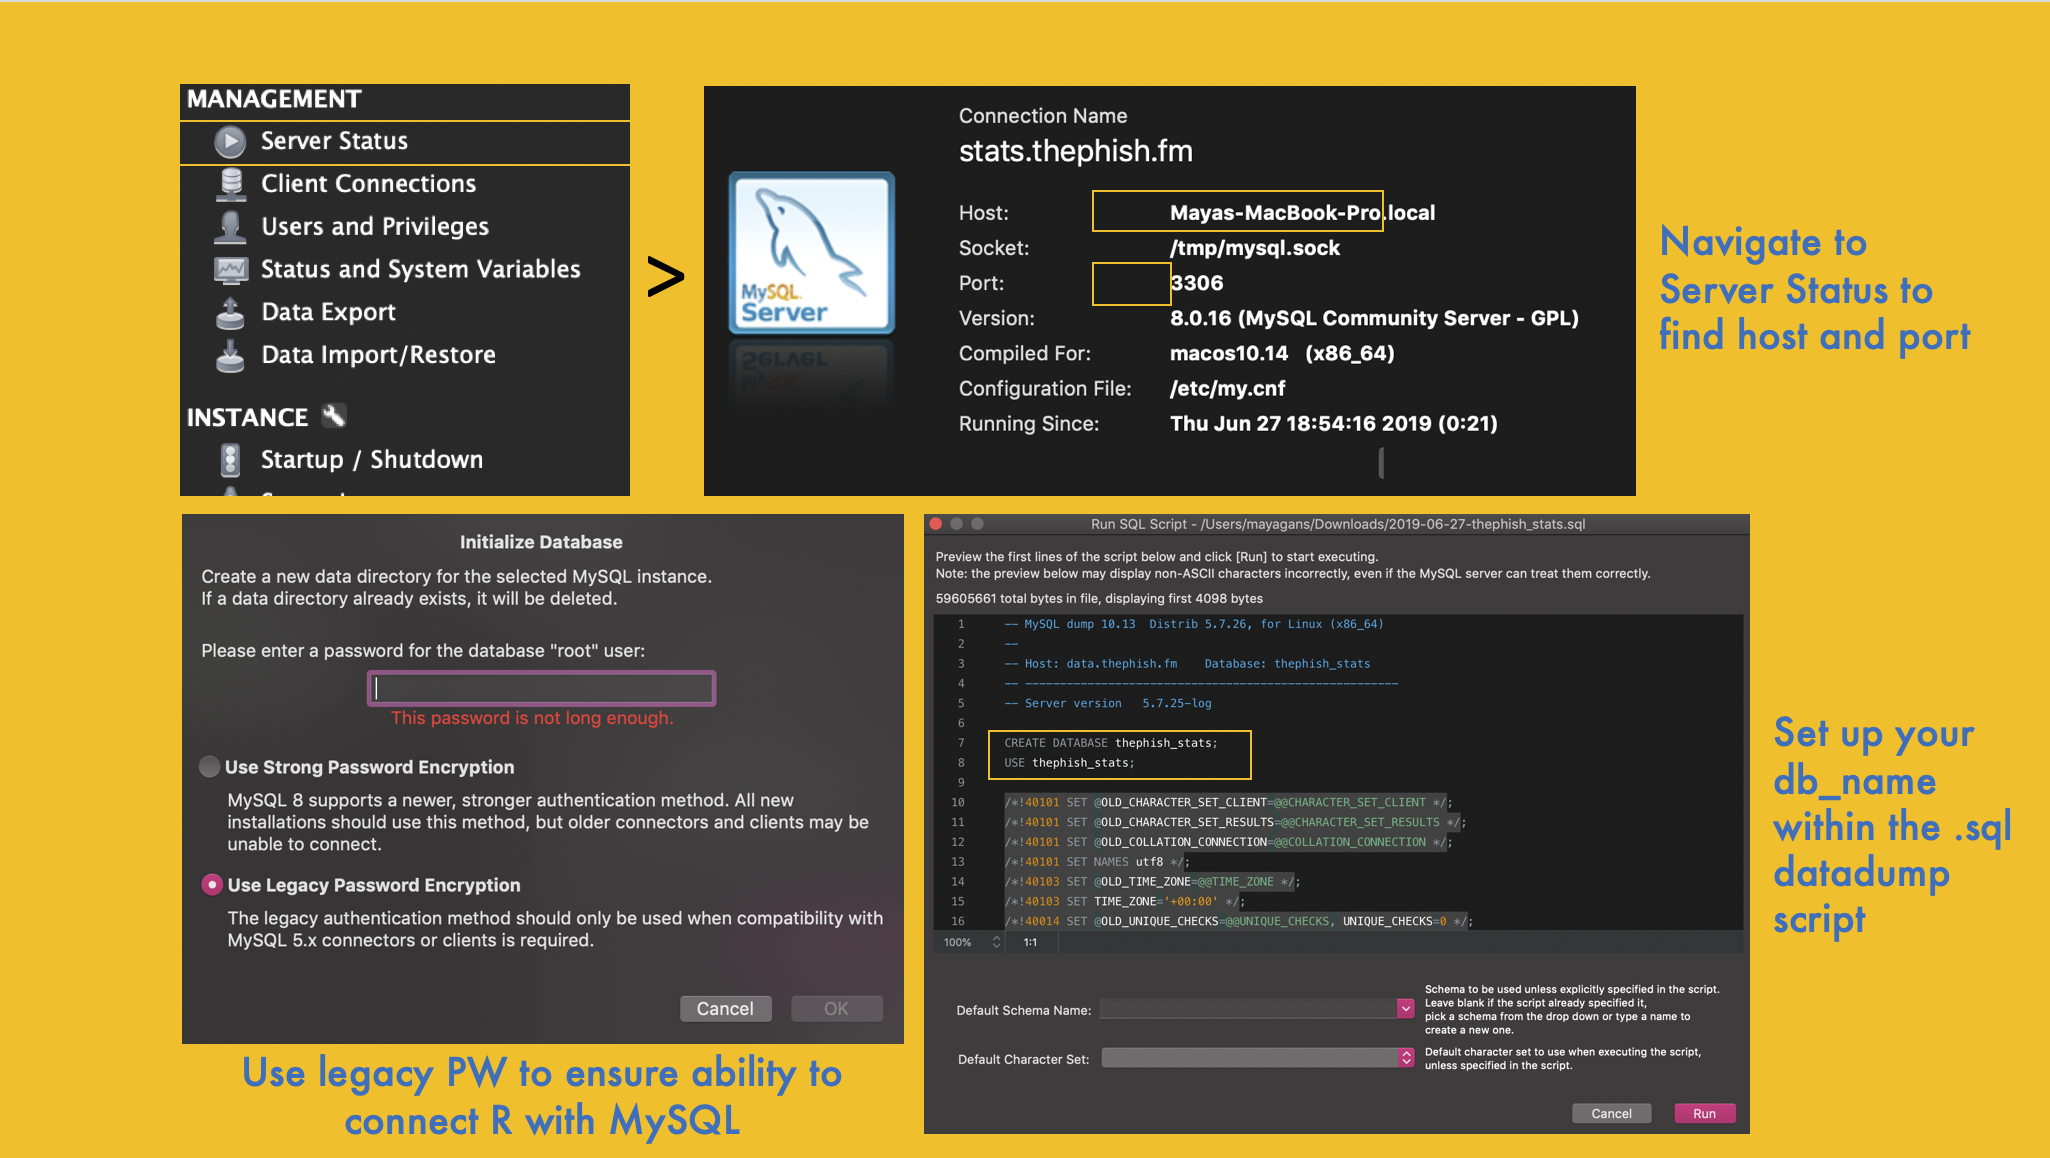 MANAGEMENT
Server Status
Client Connections
Users and Privileges
Status and System Variables
Data Export
Data Import/Restore
INSTANCE
Startup / Shutdown
>
MySQL
Server
Connection Name
stats.thephish.fm
Host: Mayas-MacBook-Pro.local
Socket: /tmp/mysql.sock
Port: 3306
Version: 8.0.16 (MySQL Community Server - GPL)
Compiled For: macos10.14 (x86_64)
Configuration File: /etc/my.cnf
Running Since: Thu Jun 27 18:54:16 2019 (0:21)
Navigate to
Server Status to
find host and port
Initialize Database
Create a new data directory for the selected MySQL instance.
If a data directory already exists, it will be deleted.
Please enter a password for the database "root" user:
This password is not long enough.
Use Strong Password Encryption
MySQL 8 supports a newer, stronger authentication method. All new
installations should use this method, but older connectors and clients may be
unable to connect.
Use Legacy Password Encryption
The legacy authentication method should only be used when compatibility with
MySQL 5.x connectors or clients is required.
Cancel OK
Use legacy PW to ensure ability to
connect R with MySQL
Run SQL Script - /Users/mayagans/Downloads/2019-06-27-thephish_stats.sql
Preview the first lines of the script below and click [Run] to start executing.
Note: the preview below may display non-ASCII characters incorrectly, even if the MySQL server can treat them correctly.
59605661 total bytes in file, displaying first 4098 bytes
1 -- MySQL dump 10.13  Distrib 5.7.26, for Linux (x86_64)
2 --
3 -- Host: data.thephish.fm    Database: thephish_stats
4 -- ------------------------------------------------------
5 -- Server version   5.7.25-log
6
7 CREATE DATABASE thephish_stats;
8 USE thephish_stats;
9
10 /*!40101 SET @OLD_CHARACTER_SET_CLIENT=@@CHARACTER_SET_CLIENT */;
11 /*!40101 SET @OLD_CHARACTER_SET_RESULTS=@@CHARACTER_SET_RESULTS */;
12 /*!40101 SET @OLD_COLLATION_CONNECTION=@@COLLATION_CONNECTION */;
13 /*!40101 SET NAMES utf8 */;
14 /*!40103 SET @OLD_TIME_ZONE=@@TIME_ZONE */;
15 /*!40103 SET TIME_ZONE='+00:00' */;
16 /*!40014 SET @OLD_UNIQUE_CHECKS=@@UNIQUE_CHECKS, UNIQUE_CHECKS=0 */;
100% 1:1
Default Schema Name:
Schema to be used unless explicitly specified in the script.
Leave blank if the script already specified it,
pick a schema from the drop down or type a name to
create a new one.
Default Character Set:
Default character set to use when executing the script,
unless specified in the script.
Cancel Run
Set up your
db_name
within the .sql
datadump
script